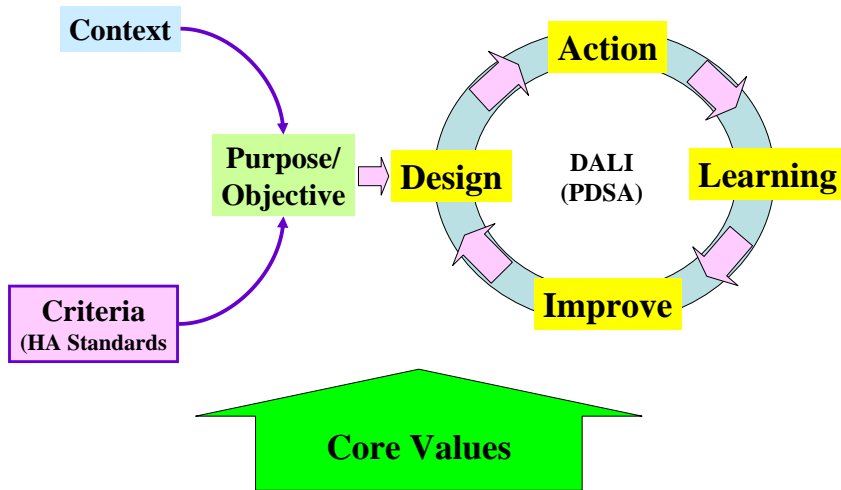 Context
Action
Purpose/
Objective
Design
DALI
(PDSA)
Learning
Criteria
(HA Standards
Improve
Core Values